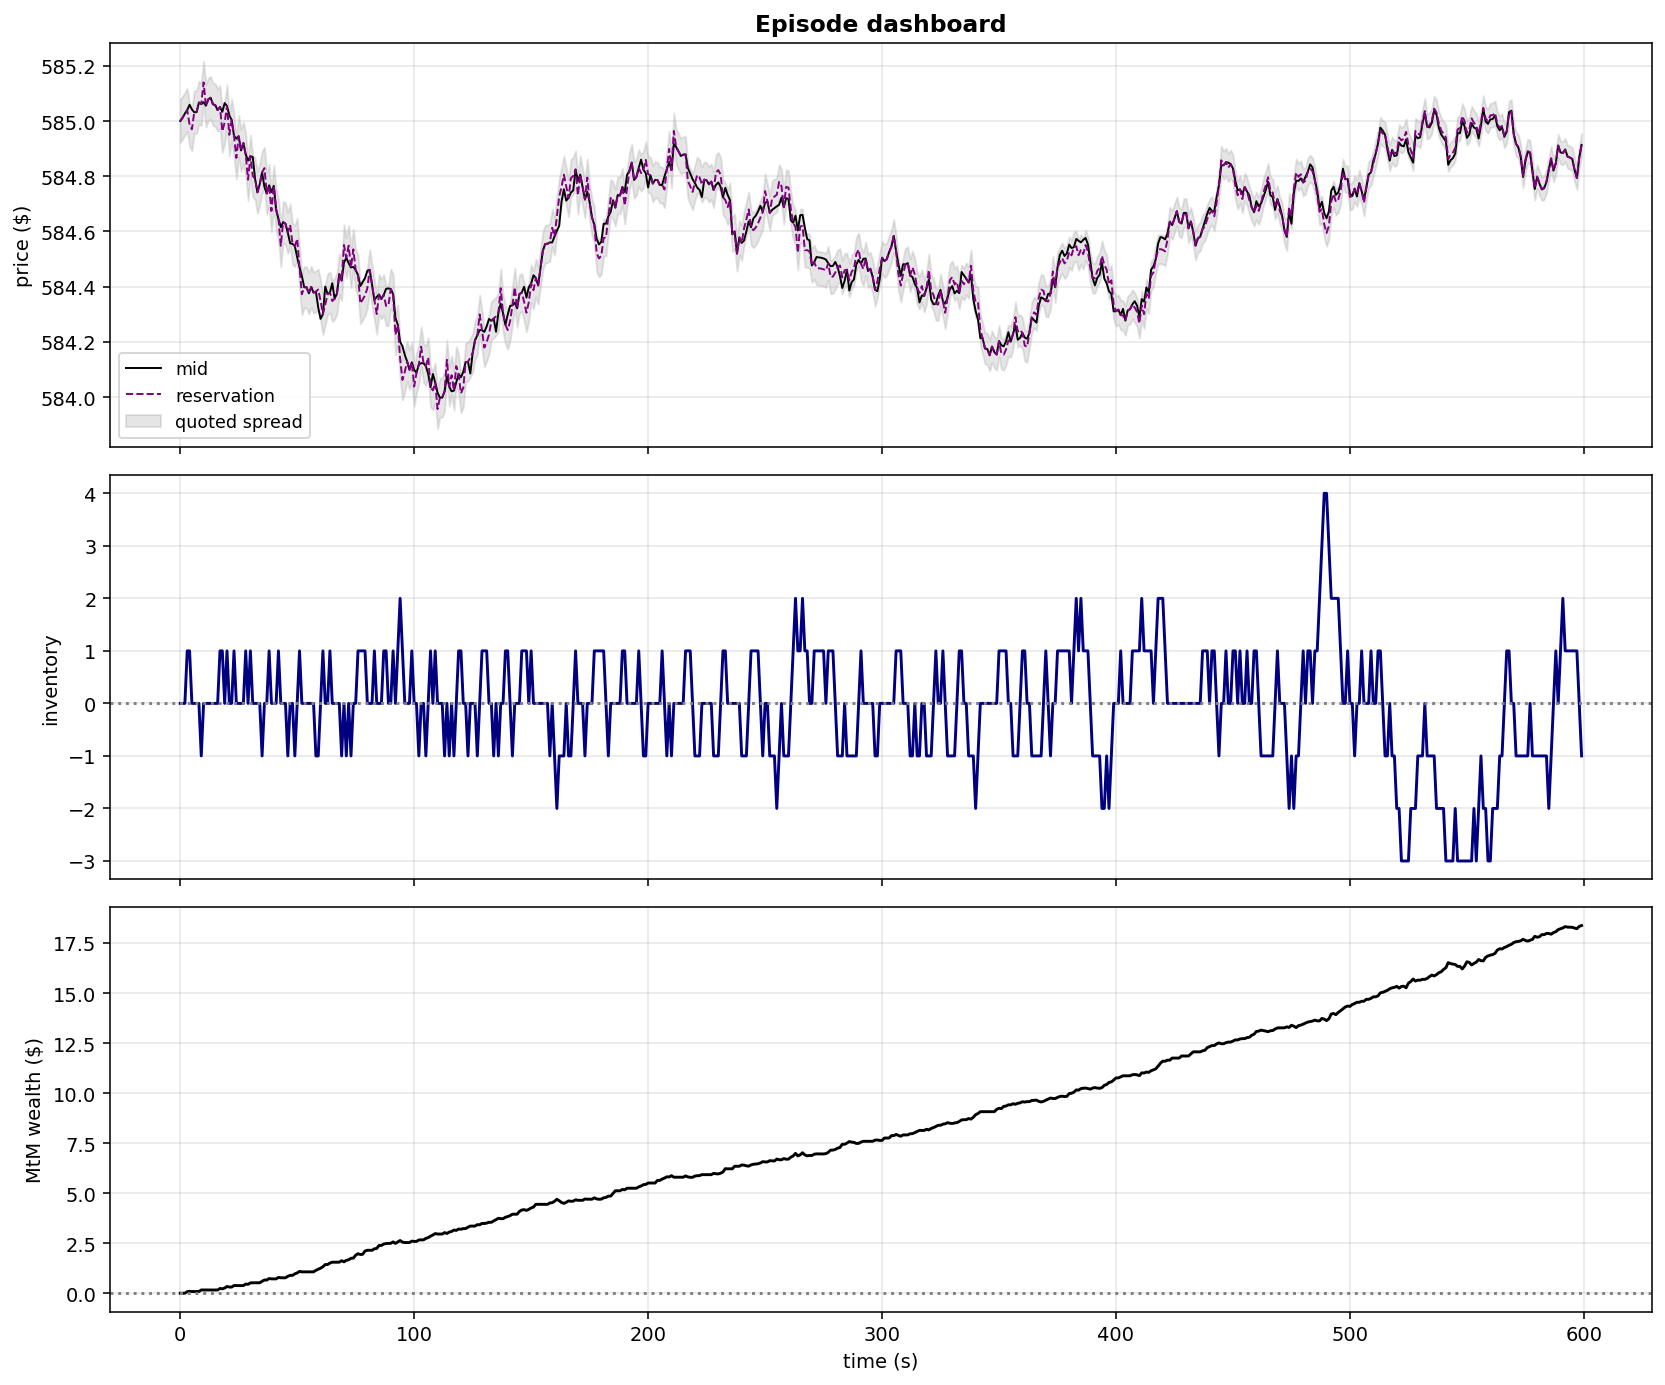 Episode dashboard
585.2
585.0
584.8
584.6
584.4
584.2
584.0
price ($)
mid
reservation
quoted spread
4
3
2
1
0
−1
−2
−3
inventory
17.5
15.0
12.5
10.0
7.5
5.0
2.5
0.0
MtM wealth ($)
0 100 200 300 400 500 600
time (s)